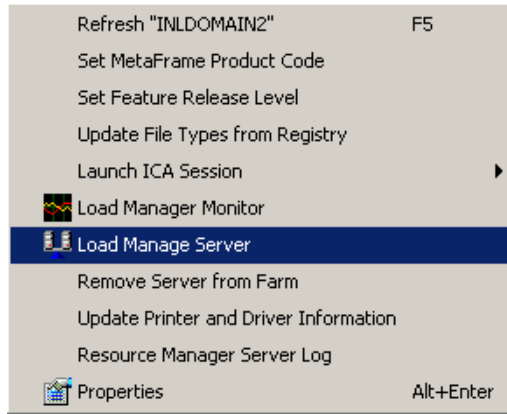 Refresh "INLDOMAIN2" F5
Set MetaFrame Product Code
Set Feature Release Level
Update File Types from Registry
Launch ICA Session
Load Manager Monitor
Load Manage Server
Remove Server from Farm
Update Printer and Driver Information
Resource Manager Server Log
Properties Alt+Enter